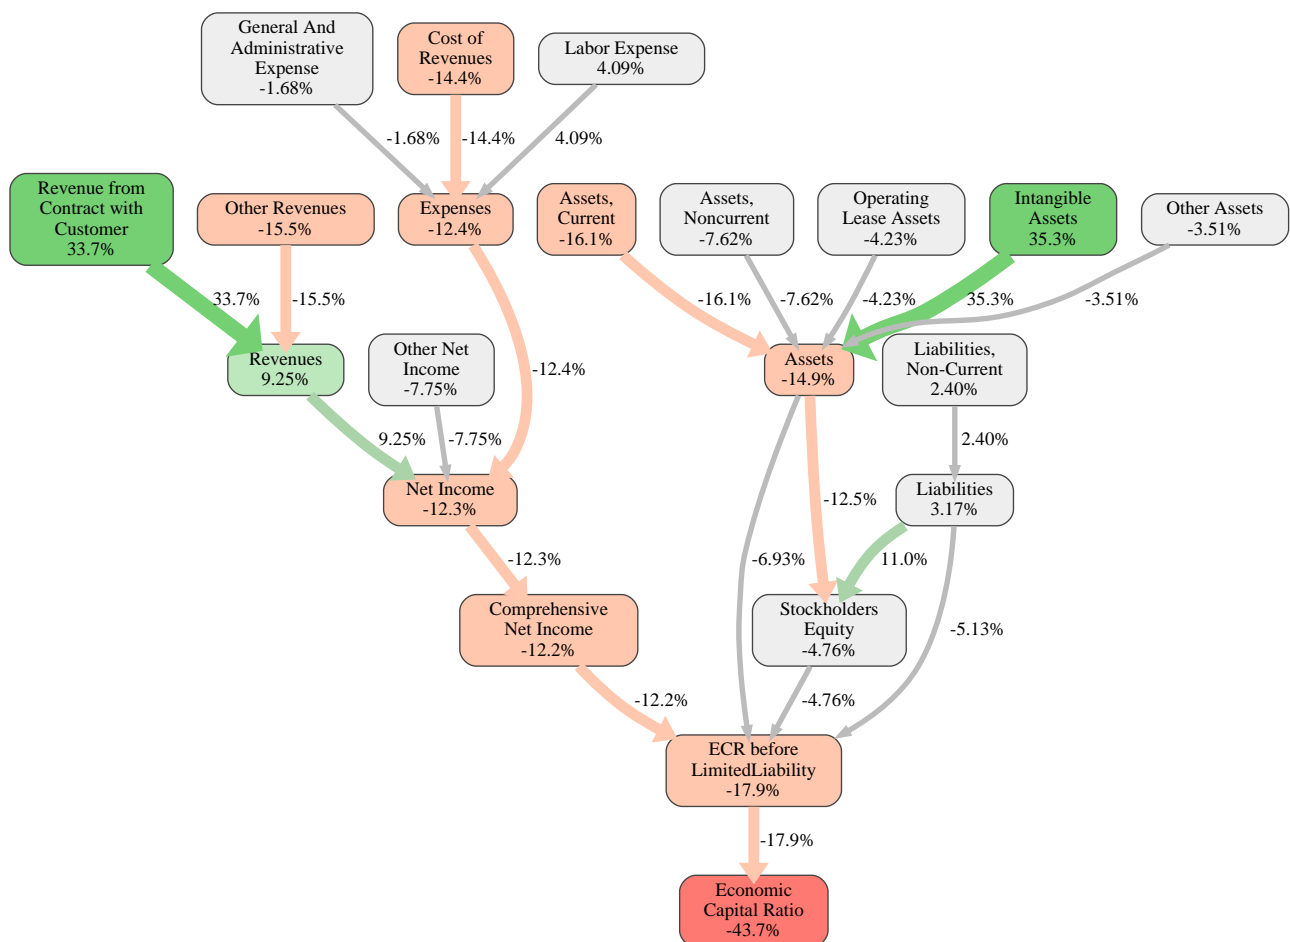 General And
Administrative
Expense
-1.68%
Cost of
Revenues
-14.4%
Labor Expense
4.09%
-1.68%
-14.4%
4.09%
Revenue from
Contract with
Customer
33.7%
Other Revenues
-15.5%
Expenses
-12.4%
Assets,
Current
-16.1%
Assets,
Noncurrent
-7.62%
Operating
Lease Assets
-4.23%
Intangible
Assets
35.3%
Other Assets
-3.51%
33.7%
-15.5%
-16.1%
-7.62%
-4.23%
35.3%
-3.51%
Revenues
9.25%
Other Net
Income
-7.75%
-12.4%
Assets
-14.9%
Liabilities,
Non-Current
2.40%
9.25%
-7.75%
2.40%
Net Income
-12.3%
-12.5%
Liabilities
3.17%
-12.3%
-6.93%
11.0%
Comprehensive
Net Income
-12.2%
Stockholders
Equity
-4.76%
-5.13%
-12.2%
-4.76%
ECR before
LimitedLiability
-17.9%
-17.9%
Economic
Capital Ratio
-43.7%